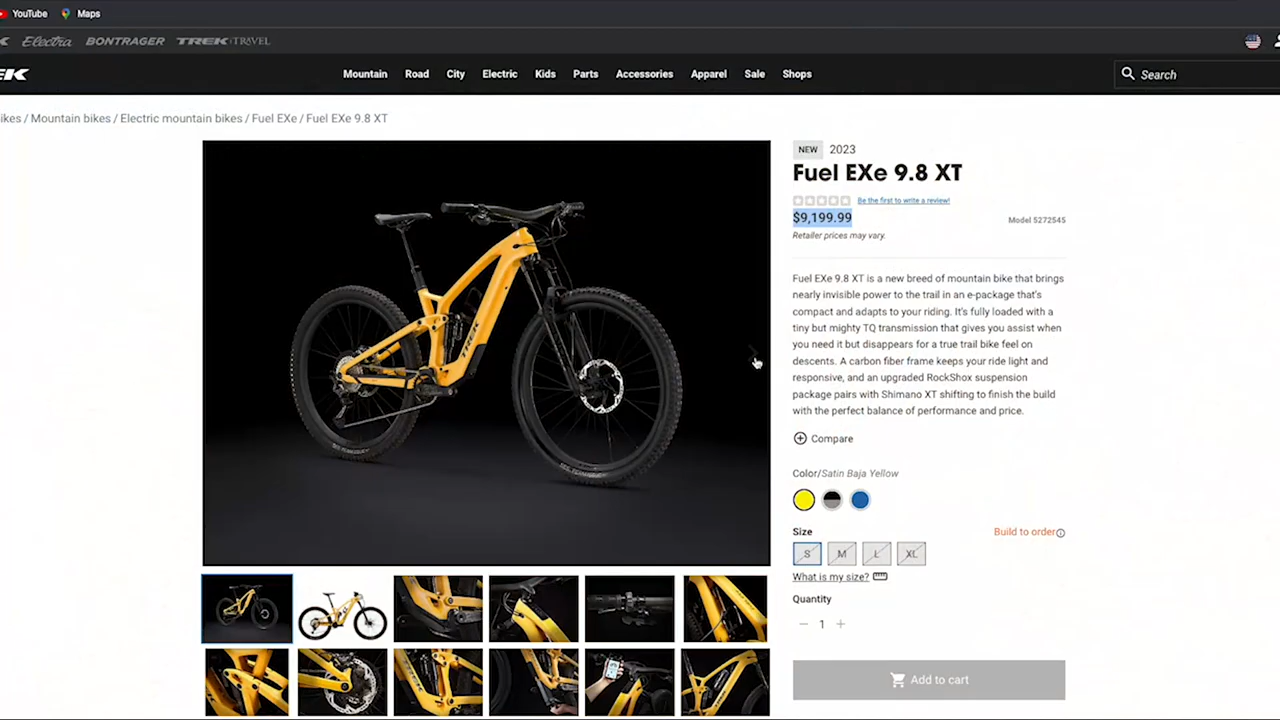 YouTube
Maps
Electra
BONTRAGER
TREK TRAVEL
EK
Mountain
Road
City
Electric
Kids
Parts
Accessories
Apparel
Sale
Shops
Search
ikes / Mountain bikes / Electric mountain bikes / Fuel EXe / Fuel EXe 9.8 XT
NEW 2023
Fuel EXe 9.8 XT
Be the first to write a review!
$9,199.99
Model 5272545
Retailer prices may vary.
Fuel EXe 9.8 XT is a new breed of mountain bike that brings
nearly invisible power to the trail in an e-package that's
compact and adapts to your riding. It's fully loaded with a
tiny but mighty TQ transmission that gives you assist when
you need it but disappears for a true trail bike feel on
descents. A carbon fiber frame keeps your ride light and
responsive, and an upgraded RockShox suspension
package pairs with Shimano XT shifting to finish the build
with the perfect balance of performance and price.
Compare
Color/Satin Baja Yellow
Size
Build to order
S
M
L
XL
What is my size?
Quantity
1
Add to cart
TREK